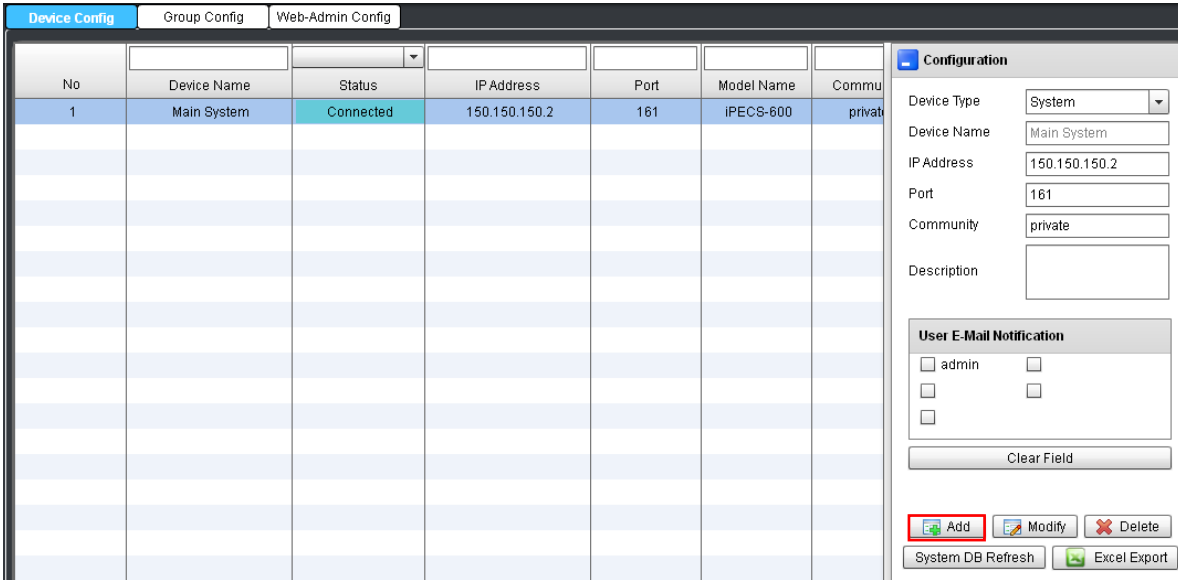 Device Config Group Config Web-Admin Config
No Device Name Status IP Address Port Model Name Commu
1 Main System Connected 150.150.150.2 161 iPECS-600 privat
Configuration
Device Type System
Device Name Main System
IP Address 150.150.150.2
Port 161
Community private
Description
User E-Mail Notification
admin
Clear Field
Add Modify Delete
System DB Refresh Excel Export